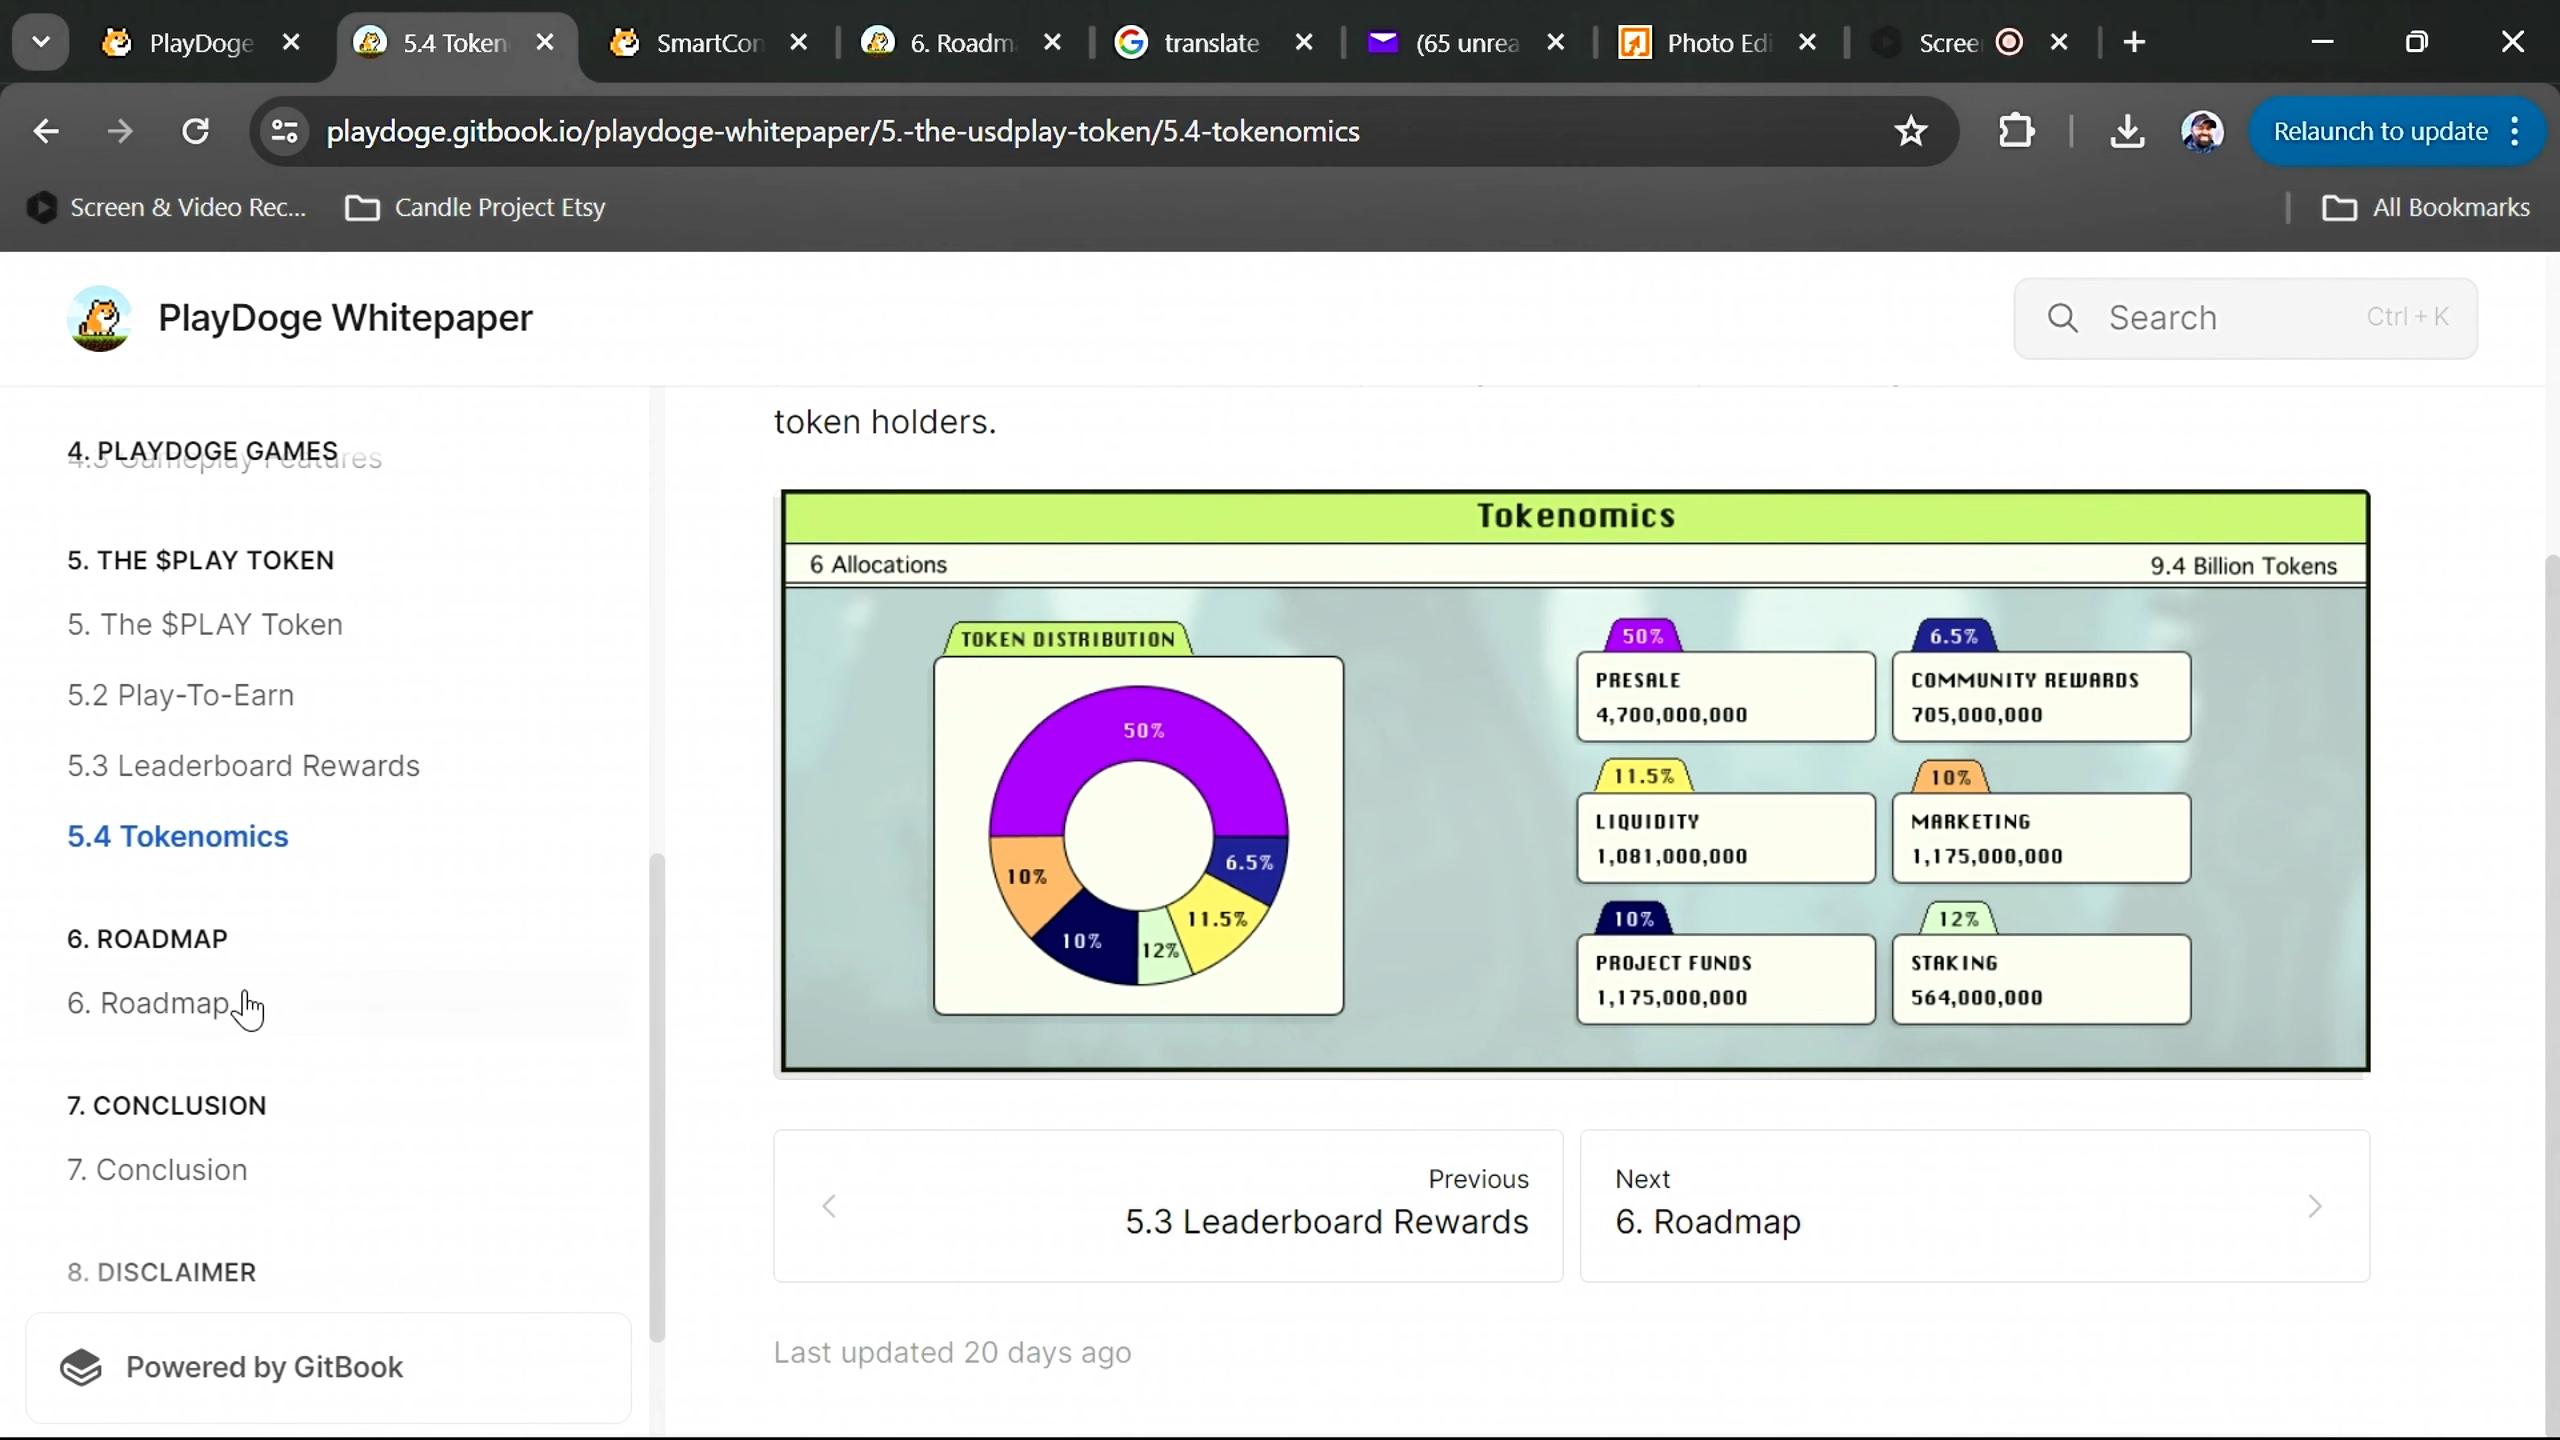 PlayDoge
5.4 Token
SmartCon
6. Roadm
translate
(65 unrea
Photo Edi
Scree
playdoge.gitbook.io/playdoge-whitepaper/5.-the-usdplay-token/5.4-tokenomics
Relaunch to update
Screen & Video Rec...
Candle Project Etsy
All Bookmarks
PlayDoge Whitepaper
Search
Ctrl + K
4. PLAYDOGE GAMES
4.3 Gameplay Features
5. THE $PLAY TOKEN
5. The $PLAY Token
5.2 Play-To-Earn
5.3 Leaderboard Rewards
5.4 Tokenomics
6. ROADMAP
6. Roadmap
7. CONCLUSION
7. Conclusion
8. DISCLAIMER
Powered by GitBook
token holders.
Tokenomics
6 Allocations
9.4 Billion Tokens
TOKEN DISTRIBUTION
50%
6.5%
11.5%
12%
10%
10%
50%
PRESALE
4,700,000,000
6.5%
COMMUNITY REWARDS
705,000,000
11.5%
LIQUIDITY
1,081,000,000
10%
MARKETING
1,175,000,000
10%
PROJECT FUNDS
1,175,000,000
12%
STAKING
564,000,000
Previous
5.3 Leaderboard Rewards
Next
6. Roadmap
Last updated 20 days ago